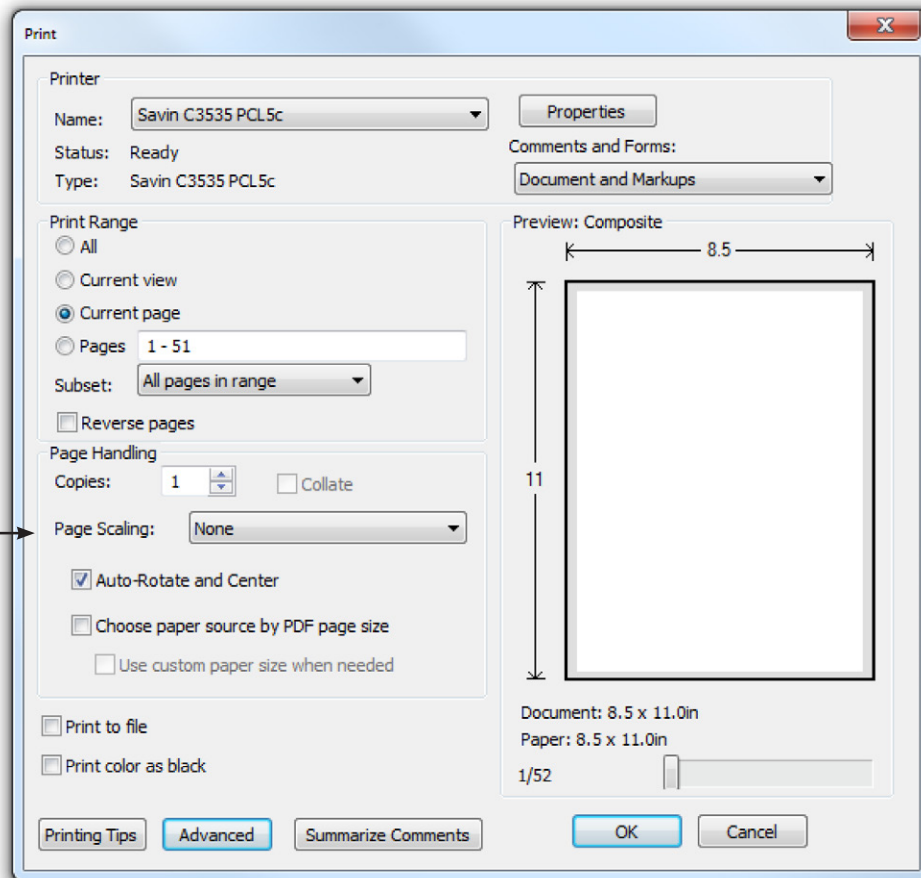 Print
Printer
Name: Savin C3535 PCL5c Properties
Status: Ready Comments and Forms:
Type: Savin C3535 PCL5c Document and Markups
Print Range
All
Current view
Current page
Pages 1 - 51
Subset: All pages in range
Reverse pages
Page Handling
Copies: 1 Collate
Page Scaling: None
Auto-Rotate and Center
Choose paper source by PDF page size
Use custom paper size when needed
Print to file
Print color as black
Preview: Composite
8.5
11
Document: 8.5 x 11.0in
Paper: 8.5 x 11.0in
1/52
Printing Tips Advanced Summarize Comments OK Cancel